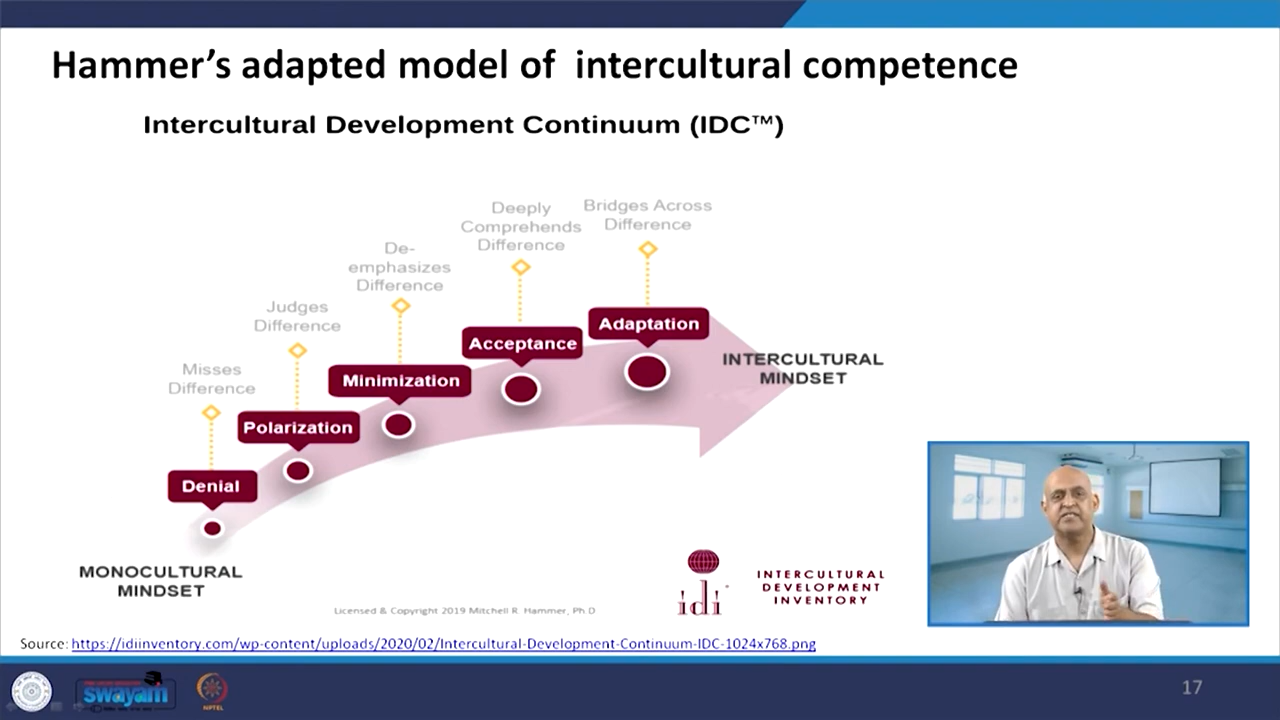 Hammer's adapted model of intercultural competence
Intercultural Development Continuum (IDC™)
Deeply
Comprehends
Difference
Bridges Across
Difference
De-
emphasizes
Difference
Judges
Difference
Misses
Difference
Adaptation
Acceptance
Minimization
Polarization
Denial
INTERCULTURAL
MINDSET
MONOCULTURAL
MINDSET
idi
INTERCULTURAL
DEVELOPMENT
INVENTORY
Licensed & Copyright 2019 Mitchell R. Hammer, Ph.D
Source: https://idiinventory.com/wp-content/uploads/2020/02/Intercultural-Development-Continuum-IDC-1024x768.png
swayam
NPTEL
17